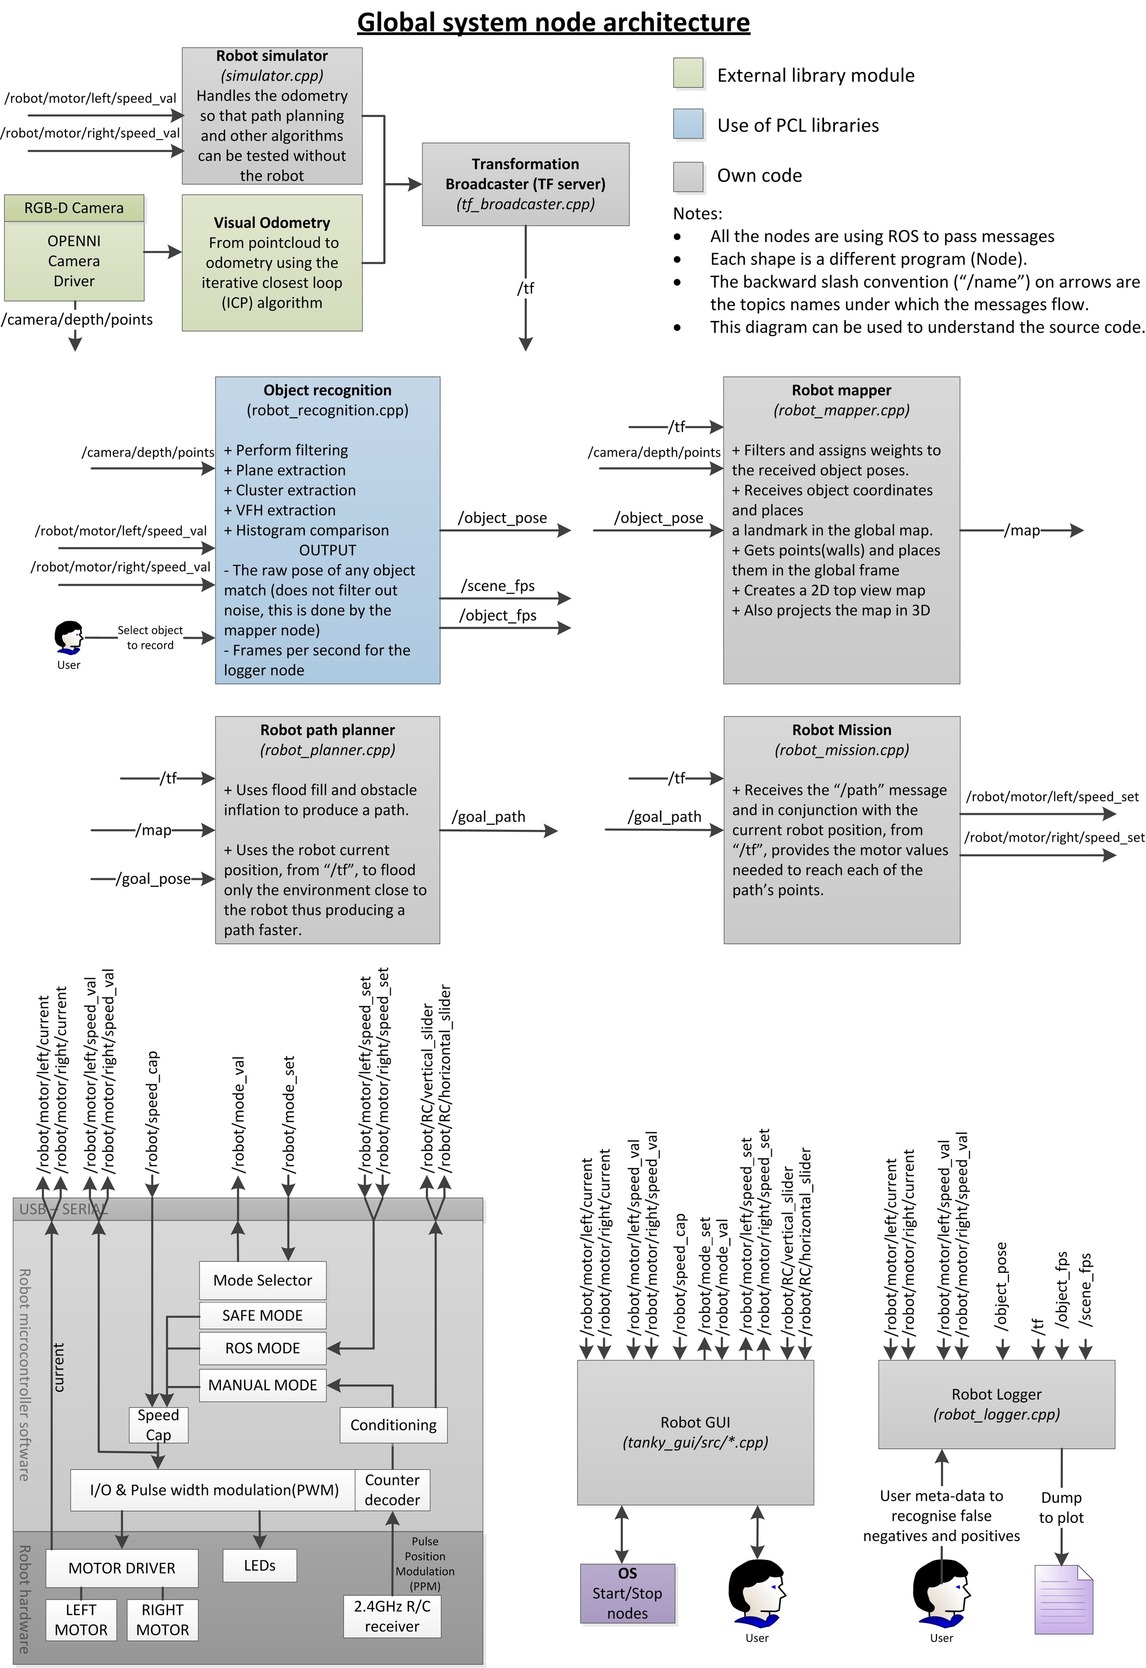 Global system node architecture
Robot simulator
(simulator.cpp)
Handles the odometry
so that path planning
and other algorithms
can be tested without
the robot
/robot/motor/left/speed_val
/robot/motor/right/speed_val
RGB-D Camera
OPENNI
Camera
Driver
/camera/depth/points
Visual Odometry
From pointcloud to
odometry using the
iterative closest loop
(ICP) algorithm
Transformation
Broadcaster (TF server)
(tf_broadcaster.cpp)
/tf
External library module
Use of PCL libraries
Own code
Notes:
• All the nodes are using ROS to pass messages
• Each shape is a different program (Node).
• The backward slash convention (“/name”) on arrows are
the topics names under which the messages flow.
• This diagram can be used to understand the source code.
Object recognition
(robot_recognition.cpp)
+ Perform filtering
+ Plane extraction
+ Cluster extraction
+ VFH extraction
+ Histogram comparison
OUTPUT
- The raw pose of any object
match (does not filter out
noise, this is done by the
mapper node)
- Frames per second for the
logger node
/camera/depth/points
/robot/motor/left/speed_val
/robot/motor/right/speed_val
Select object
to record
User
/object_pose
/scene_fps
/object_fps
Robot mapper
(robot_mapper.cpp)
+ Filters and assigns weights to
the received object poses.
+ Receives object coordinates
and places
a landmark in the global map.
+ Gets points(walls) and places
them in the global frame
+ Creates a 2D top view map
+ Also projects the map in 3D
/tf
/camera/depth/points
/object_pose
/map
Robot path planner
(robot_planner.cpp)
+ Uses flood fill and obstacle
inflation to produce a path.
+ Uses the robot current
position, from “/tf”, to flood
only the environment close to
the robot thus producing a
path faster.
/tf
/map
/goal_pose
/goal_path
Robot Mission
(robot_mission.cpp)
+ Receives the “/path” message
and in conjunction with the
current robot position, from
“/tf”, provides the motor values
needed to reach each of the
path’s points.
/tf
/goal_path
/robot/motor/left/speed_set
/robot/motor/right/speed_set
/robot/motor/left/current
/robot/motor/right/current
/robot/motor/left/speed_val
/robot/motor/right/speed_val
/robot/speed_cap
/robot/mode_val
/robot/mode_set
/robot/motor/left/speed_set
/robot/motor/right/speed_set
/robot/RC/vertical_slider
/robot/RC/horizontal_slider
USB – SERIAL
Robot microcontroller software
current
Mode Selector
SAFE MODE
ROS MODE
MANUAL MODE
Speed
Cap
Conditioning
I/O & Pulse width modulation(PWM)
Counter
decoder
Robot hardware
MOTOR DRIVER
LEDs
Pulse
Position
Modulation
(PPM)
LEFT
MOTOR
RIGHT
MOTOR
2.4GHz R/C
receiver
/robot/motor/left/current
/robot/motor/right/current
/robot/motor/left/speed_val
/robot/motor/right/speed_val
/robot/speed_cap
/robot/mode_set
/robot/mode_val
/robot/motor/left/speed_set
/robot/motor/right/speed_set
/robot/RC/vertical_slider
/robot/RC/horizontal_slider
Robot GUI
(tanky_gui/src/*.cpp)
OS
Start/Stop
nodes
User
/robot/motor/left/current
/robot/motor/right/current
/robot/motor/left/speed_val
/robot/motor/right/speed_val
/object_pose
/tf
/object_fps
/scene_fps
Robot Logger
(robot_logger.cpp)
User meta-data to
recognise false
negatives and positives
User
Dump
to plot